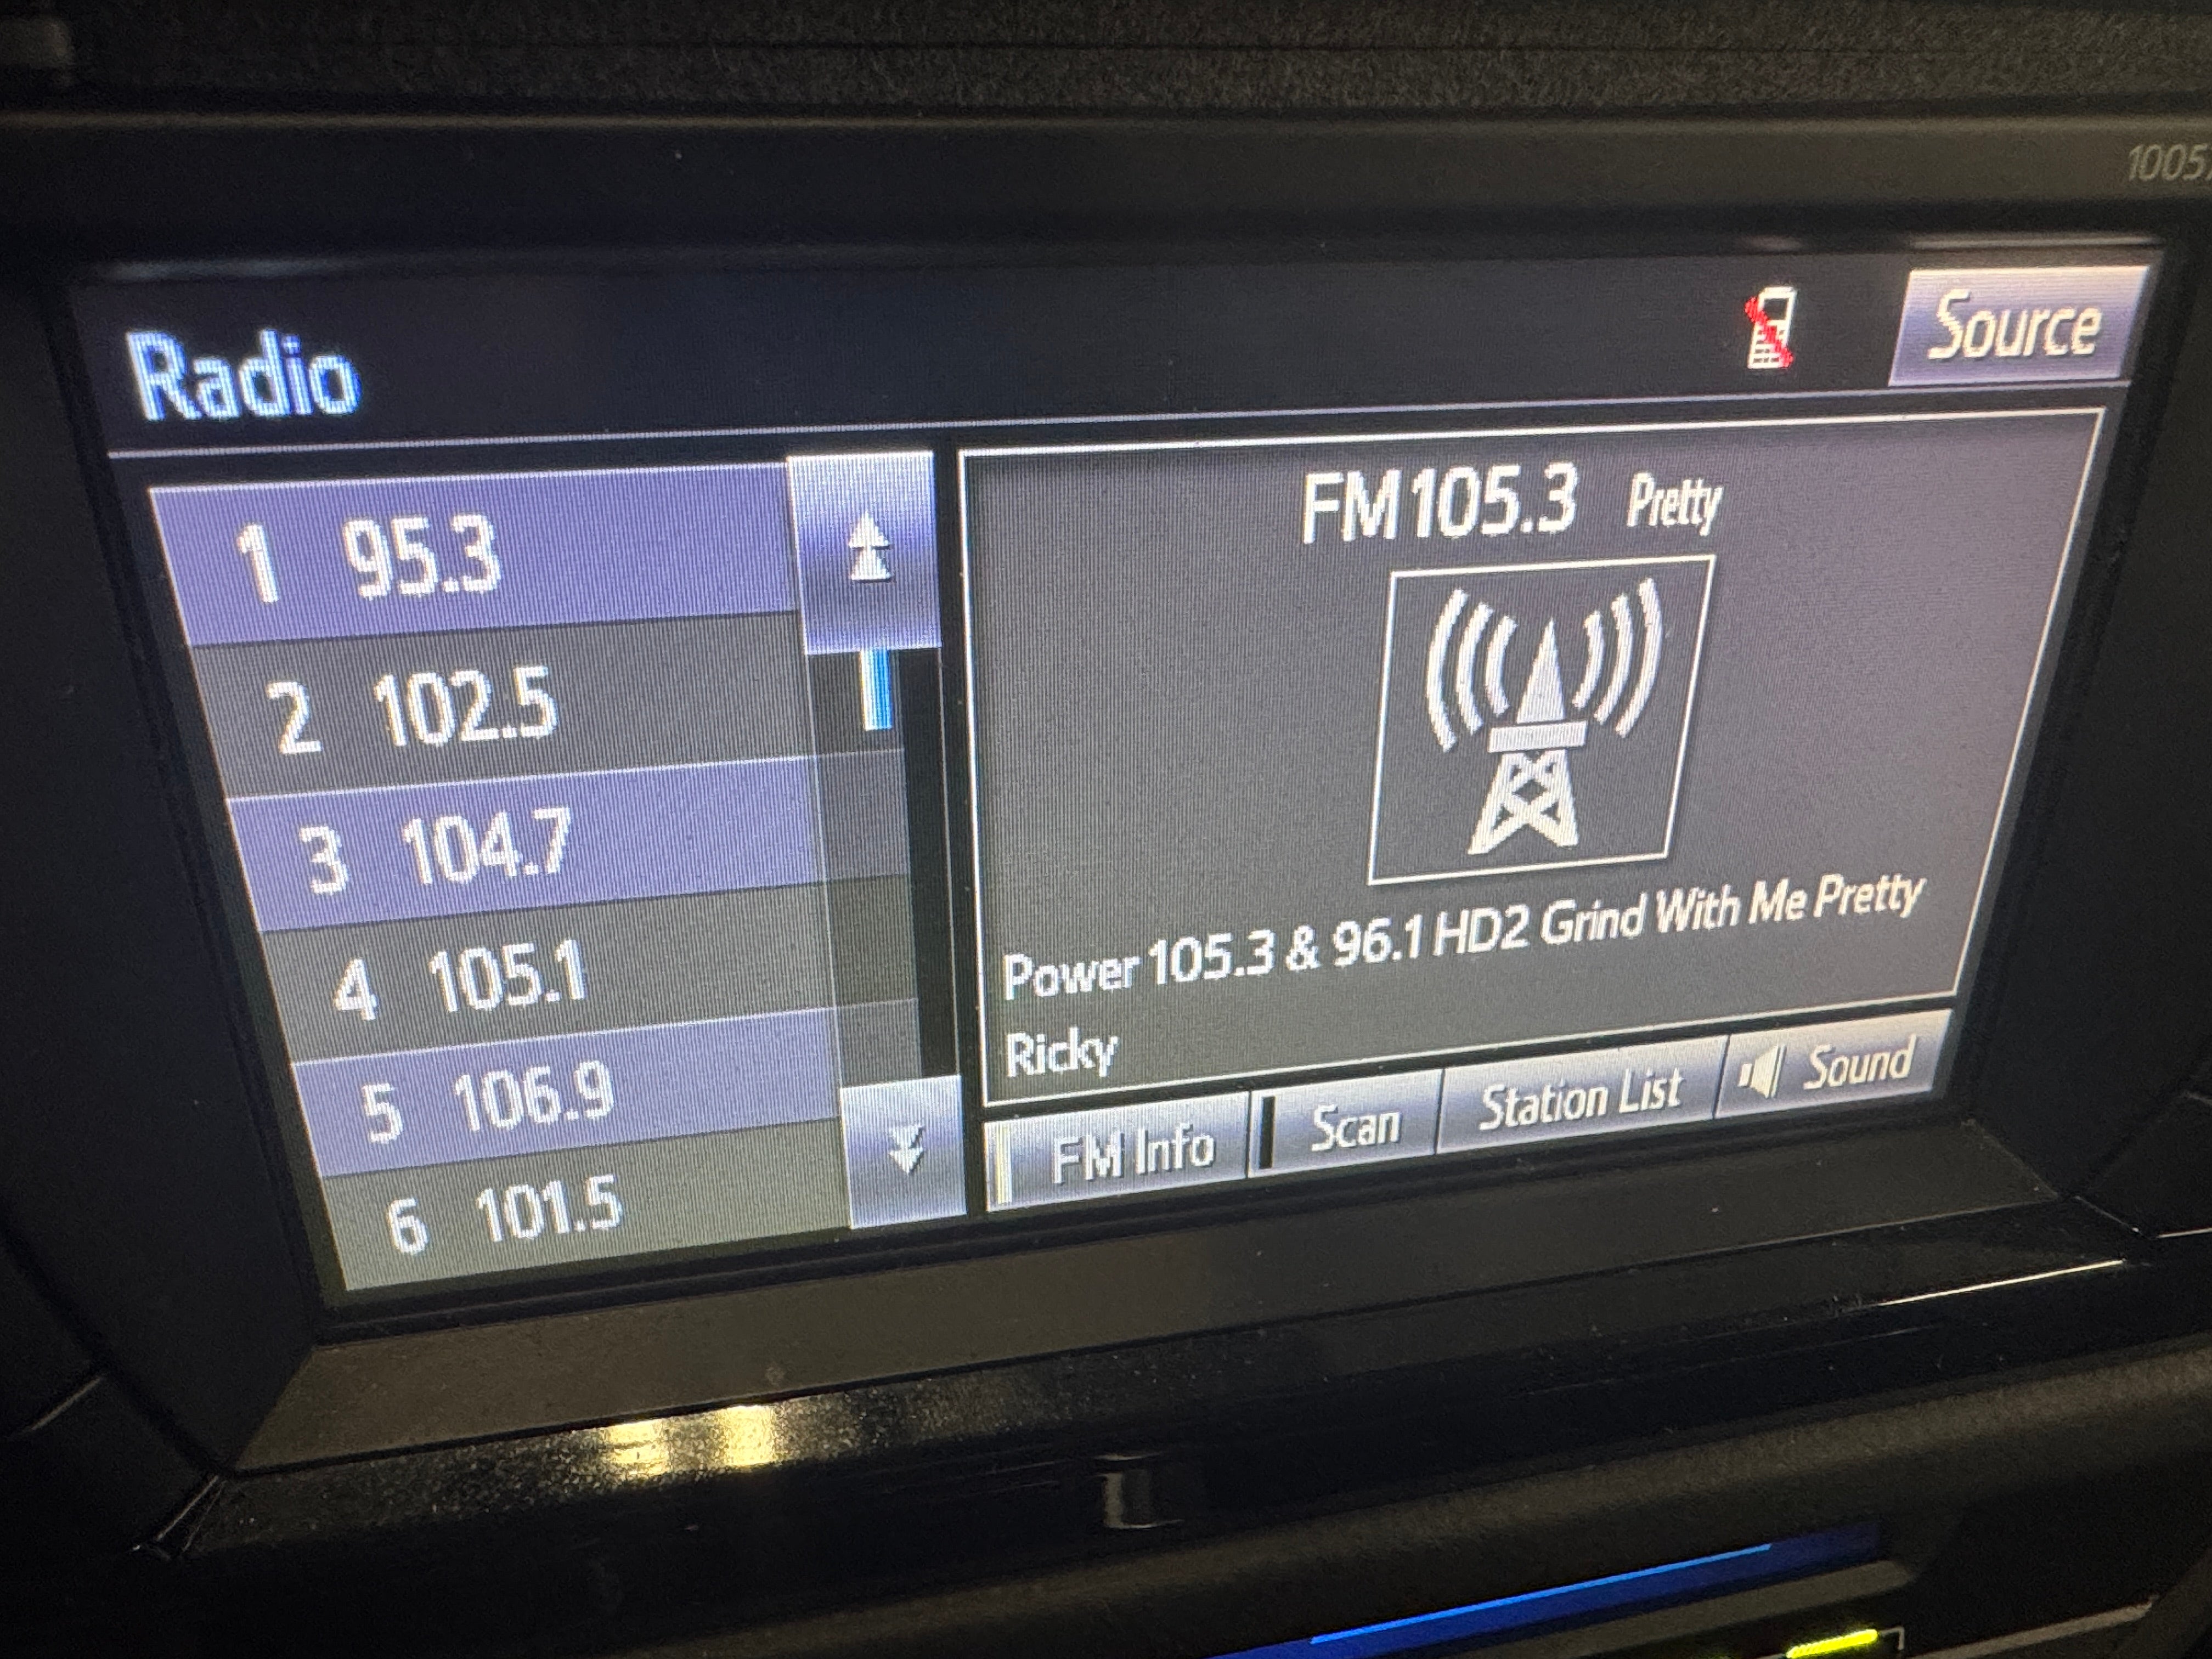 1005
Radio
Source
1 95.3
2 102.5
3 104.7
4 105.1
5 106.9
6 101.5
FM 105.3 Pretty
Power 105.3 & 96.1 HD2 Grind With Me Pretty
Ricky
FM Info
Scan
Station List
Sound